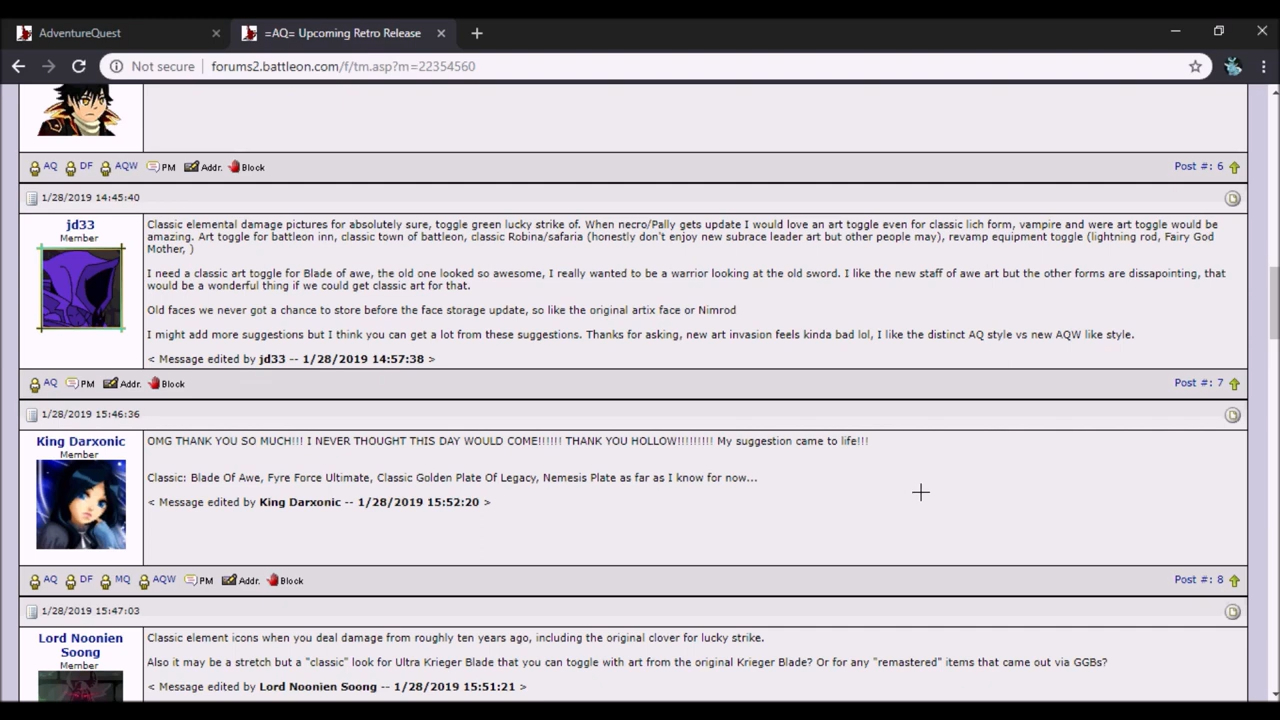 AdventureQuest
=AQ= Upcoming Retro Release
Not secure forums2.battleon.com/f/tm.asp?m=22354560
AQ DF AQW PM Addr. Block Post #: 6
1/28/2019 14:45:40
jd33
Member
Classic elemental damage pictures for absolutely sure, toggle green lucky strike of. When necro/Pally gets update I would love an art toggle even for classic lich form, vampire and were art toggle would be
amazing. Art toggle for battleon inn, classic town of battleon, classic Robina/safaria (honestly don't enjoy new subrace leader art but other people may), revamp equipment toggle (lightning rod, Fairy God
Mother, )
I need a classic art toggle for Blade of awe, the old one looked so awesome, I really wanted to be a warrior looking at the old sword. I like the new staff of awe art but the other forms are dissapointing, that
would be a wonderful thing if we could get classic art for that.
Old faces we never got a chance to store before the face storage update, so like the original artix face or Nimrod
I might add more suggestions but I think you can get a lot from these suggestions. Thanks for asking, new art invasion feels kinda bad lol, I like the distinct AQ style vs new AQW like style.
< Message edited by jd33 -- 1/28/2019 14:57:38 >
AQ PM Addr. Block Post #: 7
1/28/2019 15:46:36
King Darxonic
Member
OMG THANK YOU SO MUCH!!! I NEVER THOUGHT THIS DAY WOULD COME!!!!!! THANK YOU HOLLOW!!!!!!!!! My suggestion came to life!!!
Classic: Blade Of Awe, Fyre Force Ultimate, Classic Golden Plate Of Legacy, Nemesis Plate as far as I know for now...
< Message edited by King Darxonic -- 1/28/2019 15:52:20 >
AQ DF MQ AQW PM Addr. Block Post #: 8
1/28/2019 15:47:03
Lord Noonien
Soong
Member
Classic element icons when you deal damage from roughly ten years ago, including the original clover for lucky strike.
Also it may be a stretch but a "classic" look for Ultra Krieger Blade that you can toggle with art from the original Krieger Blade? Or for any "remastered" items that came out via GGBs?
< Message edited by Lord Noonien Soong -- 1/28/2019 15:51:21 >